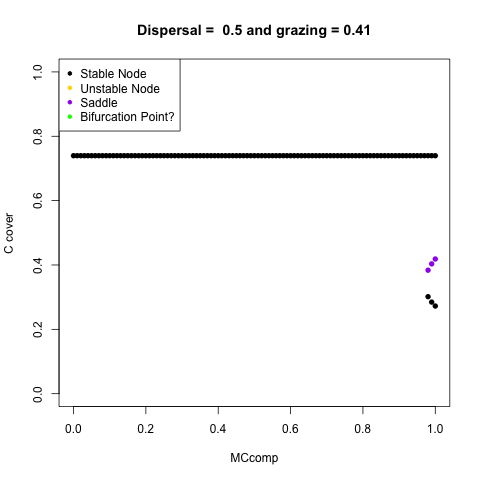 Dispersal =  0.5 and grazing = 0.41
Stable Node
Unstable Node
Saddle
Bifurcation Point?
C cover
1.0
0.8
0.6
0.4
0.2
0.0
0.0 0.2 0.4 0.6 0.8 1.0
MCcomp